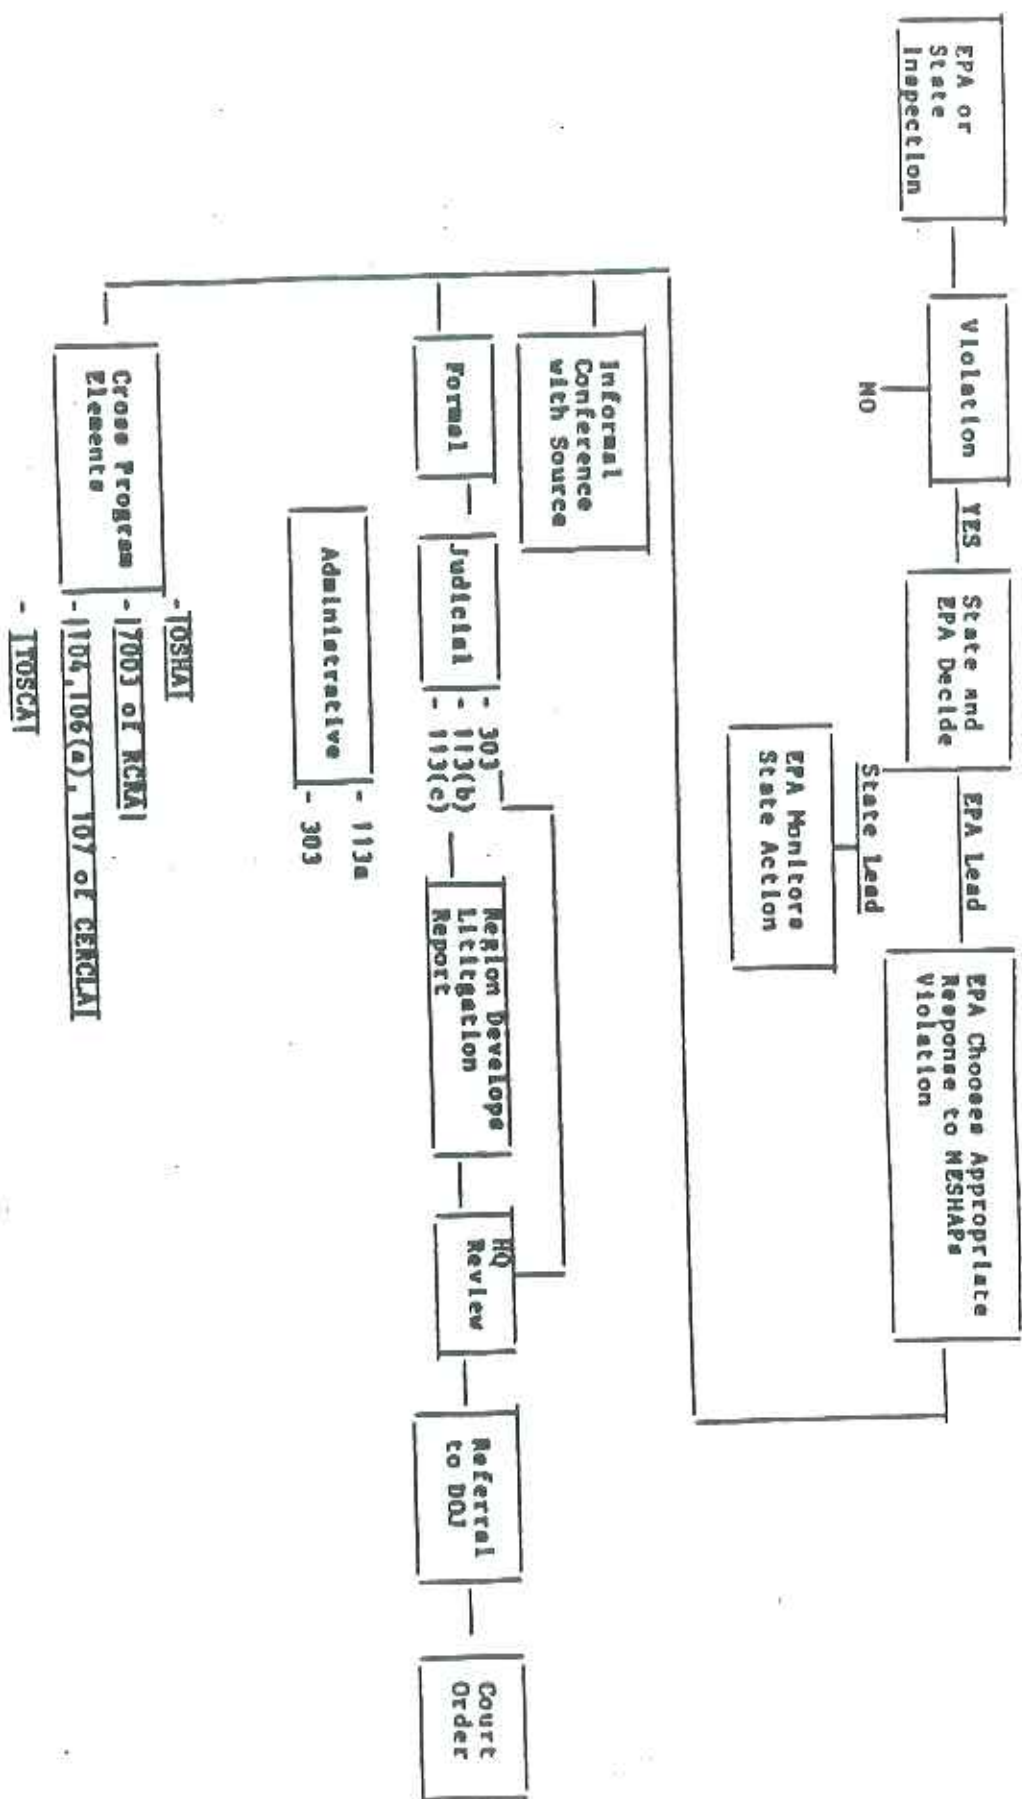 EPA or
State
Inspection
Violation
NO
YES
State and
EPA Decide
State Lead
EPA Monitors
State Action
EPA Lead
EPA Chooses Appropriate
Response to NESHAPs
Violation
Informal
Conference
with Source
Formal
Judicial
- 303
- 113(b)
- 113(c)
Region Develops
Lititgation
Report
HQ
Review
Referral
to DOJ
Court
Order
Administrative
- 113a
- 303
Cross Program
Elements
- |OSHA|
- |7003 of RCRA|
- |104,106(a), 107 of CERCLA|
- |TOSCA|